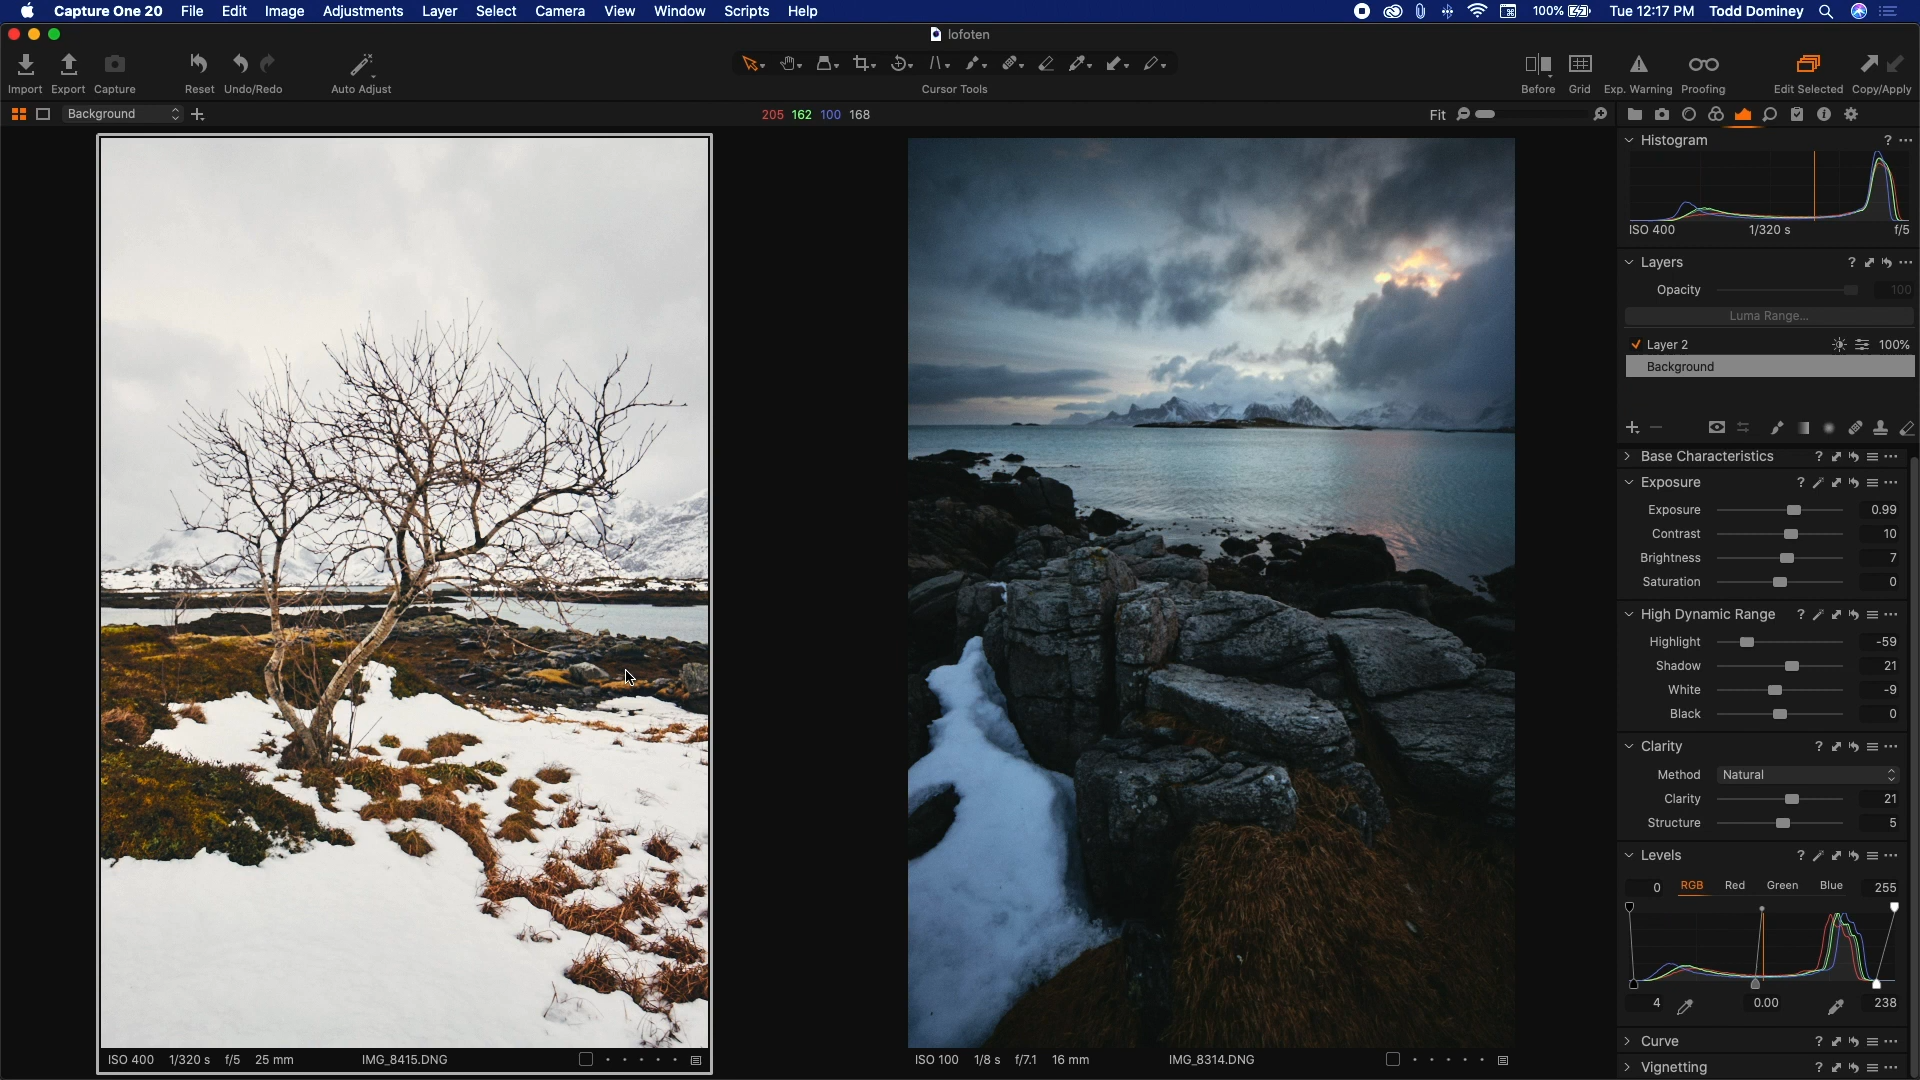 Capture One 20 File Edit Image Adjustments Layer Select Camera View Window Scripts Help 100% Tue 12:17 PM Todd Dominey
lofoten
Import Export Capture Reset Undo/Redo Auto Adjust Cursor Tools Before Grid Exp. Warning Proofing Edit Selected Copy/Apply
Background 205 162 100 168 Fit
Histogram ?
ISO 400 1/320 s f/5
Layers ?
Opacity 100
Luma Range...
Layer 2 100%
Background
Base Characteristics ?
Exposure ?
Exposure 0.99
Contrast 10
Brightness 7
Saturation 0
High Dynamic Range ?
Highlight -59
Shadow 21
White -9
Black 0
Clarity ?
Method Natural
Clarity 21
Structure 5
Levels ?
0 RGB Red Green Blue 255
4 0.00 238
Curve ?
Vignetting ?
ISO 400 1/320 s f/5 25 mm IMG_8415.DNG
ISO 100 1/8 s f/7.1 16 mm IMG_8314.DNG